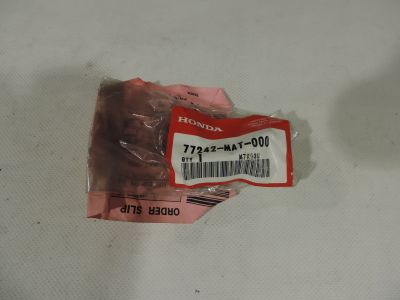 HONDA
77242-MAT-000
QTY 1
ORDER SLIP